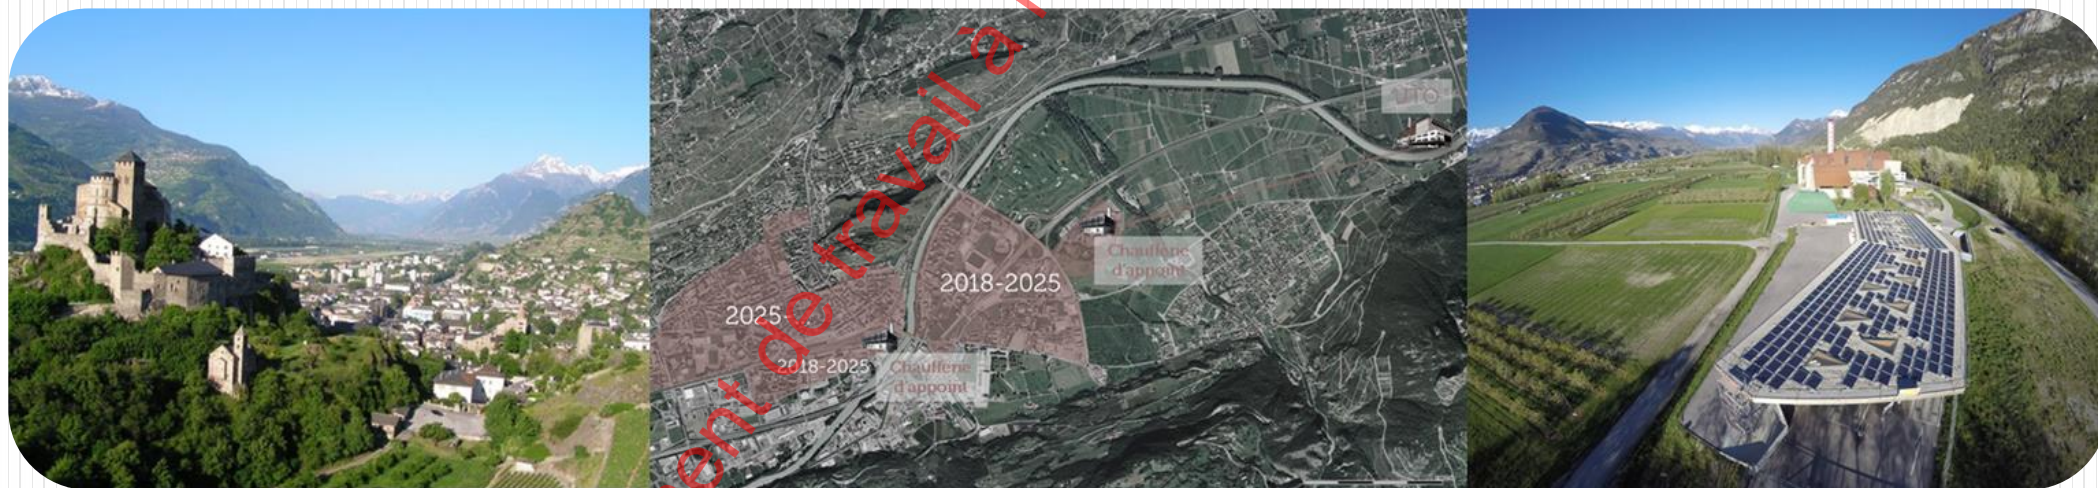 UTO
Chaufferie
d'appoint
2018-2025
2025-
2018-2025
Chaufferie
d'appoint
ent de travail à